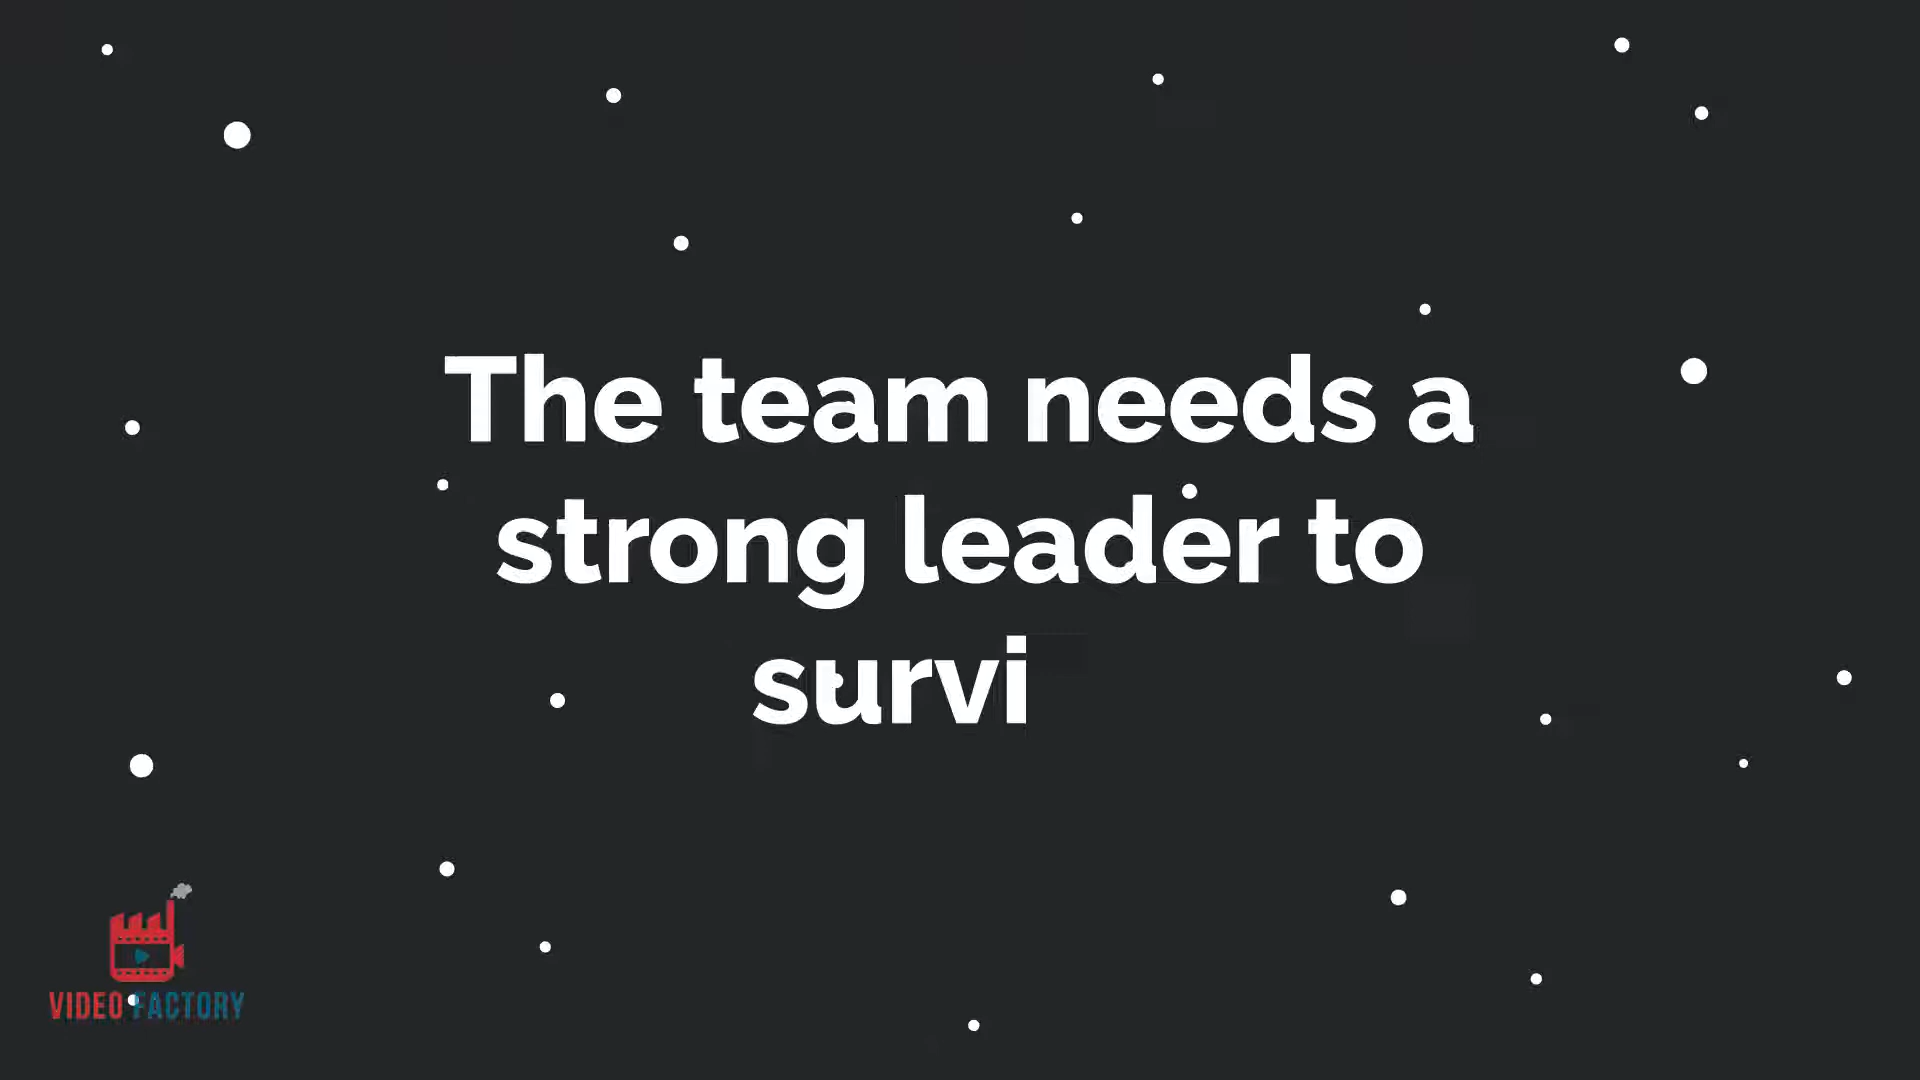 The team needs a
strong leader to
survi
VIDEO FACTORY